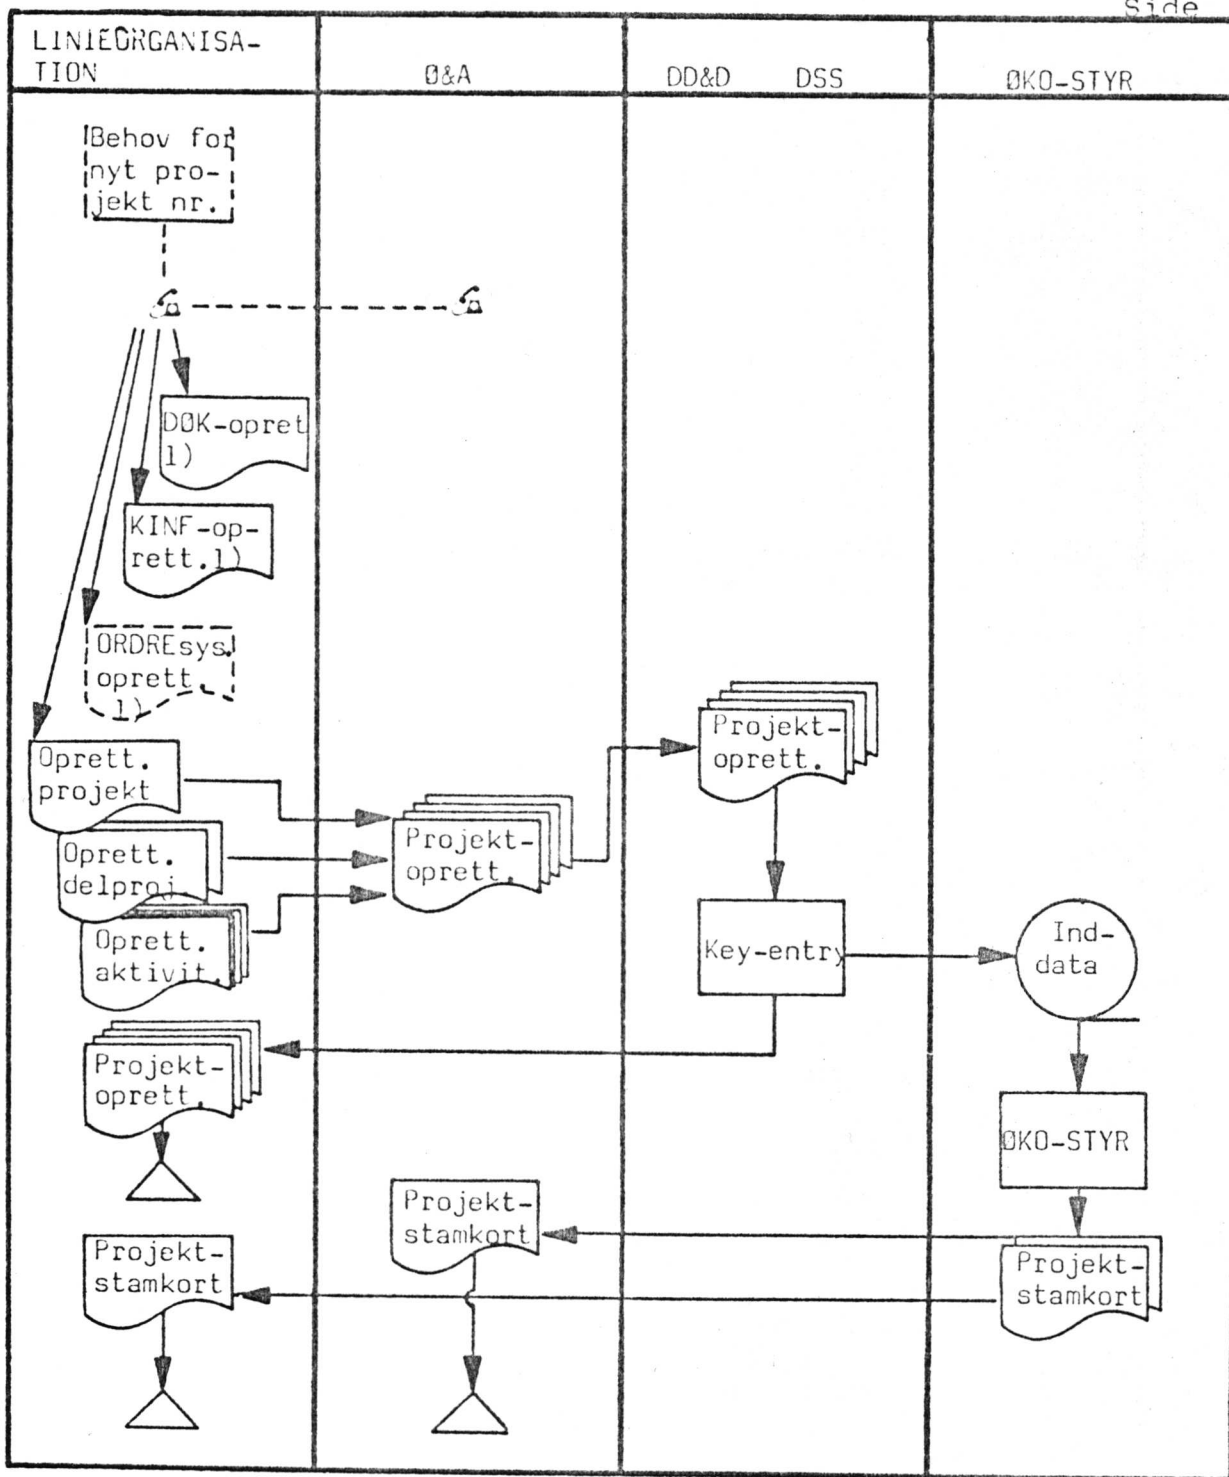 Side
LINIEORGANISA-
TION
Ø&A
DD&D DSS
ØKO-STYR
Behov for
nyt pro-
jekt nr.
DØK-opret
1)
KINF-op-
rett.1)
ORDREsys.
oprett.
1)
Oprett.
projekt
Oprett.
delproj.
Oprett.
aktivit.
Projekt-
oprett.
Projekt-
oprett.
Key-entry
Ind-
data
Projekt-
oprett.
ØKO-STYR
Projekt-
stamkort
Projekt-
stamkort
Projekt-
stamkort